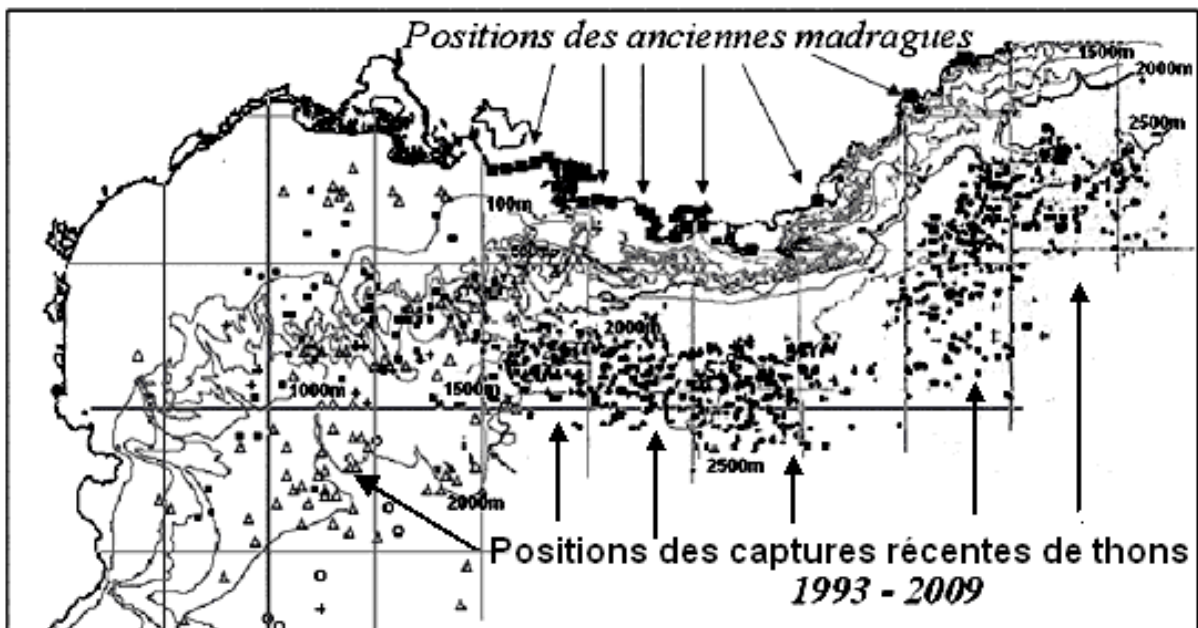 Positions des anciennes madragues
1500m
2000m
2500m
100m
2000m
1000m
1500m
2500m
2000m
Positions des captures récentes de thons
1993 - 2009